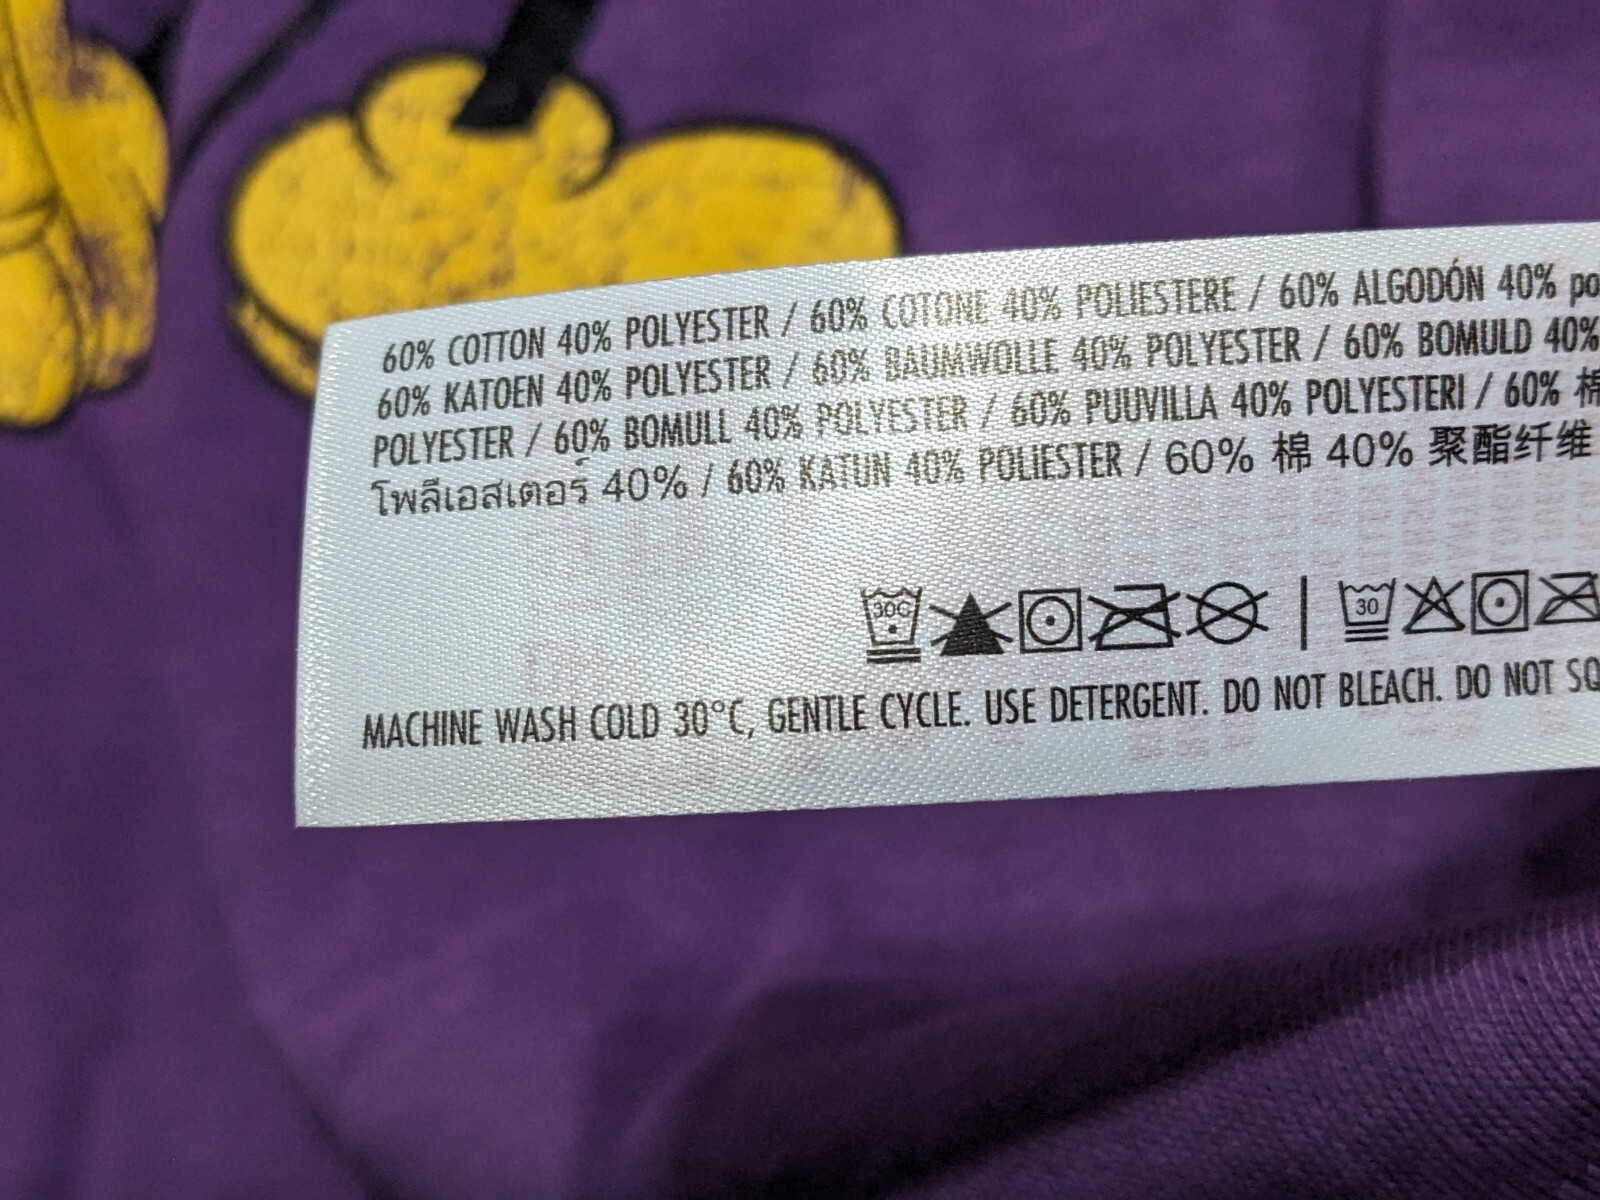 60% COTTON 40% POLYESTER / 60% COTONE 40% POLIESTERE / 60% ALGODÓN 40% po
60% KATOEN 40% POLYESTER / 60% BAUMWOLLE 40% POLYESTER / 60% BOMULD 40%
POLYESTER / 60% BOMULL 40% POLYESTER / 60% PUUVILLA 40% POLYESTERI / 60% 棉
โพลีเอสเตอร์ 40% / 60% KATUN 40% POLIESTER / 60% 棉 40% 聚酯纤维
30C 30
MACHINE WASH COLD 30°C, GENTLE CYCLE. USE DETERGENT. DO NOT BLEACH. DO NOT SQ